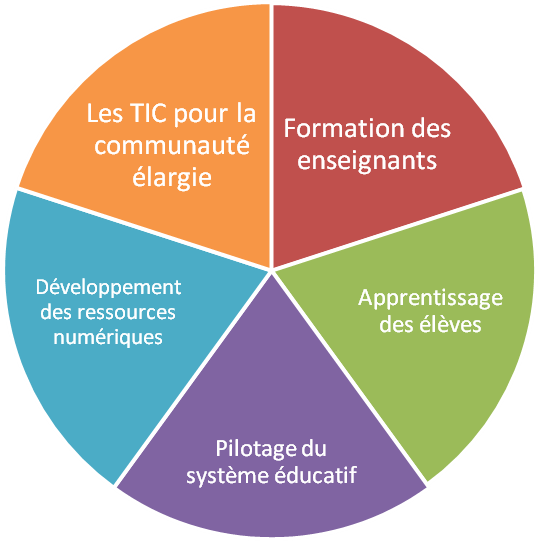 Les TIC pour la
communauté
élargie
Formation des
enseignants
Apprentissage
des élèves
Pilotage du
système éducatif
Développement
des ressources
numériques